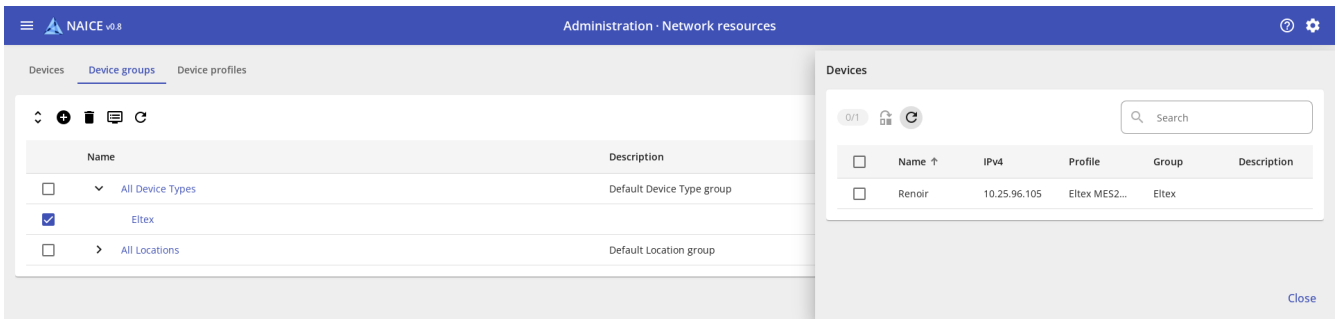 NAICE v0.8
Administration · Network resources
Devices
Device groups
Device profiles
Name
Description
All Device Types
Default Device Type group
Eltex
All Locations
Default Location group
Devices
0/1
Search
Name ↑
IPv4
Profile
Group
Description
Renoir
10.25.96.105
Eltex MES2...
Eltex
Close